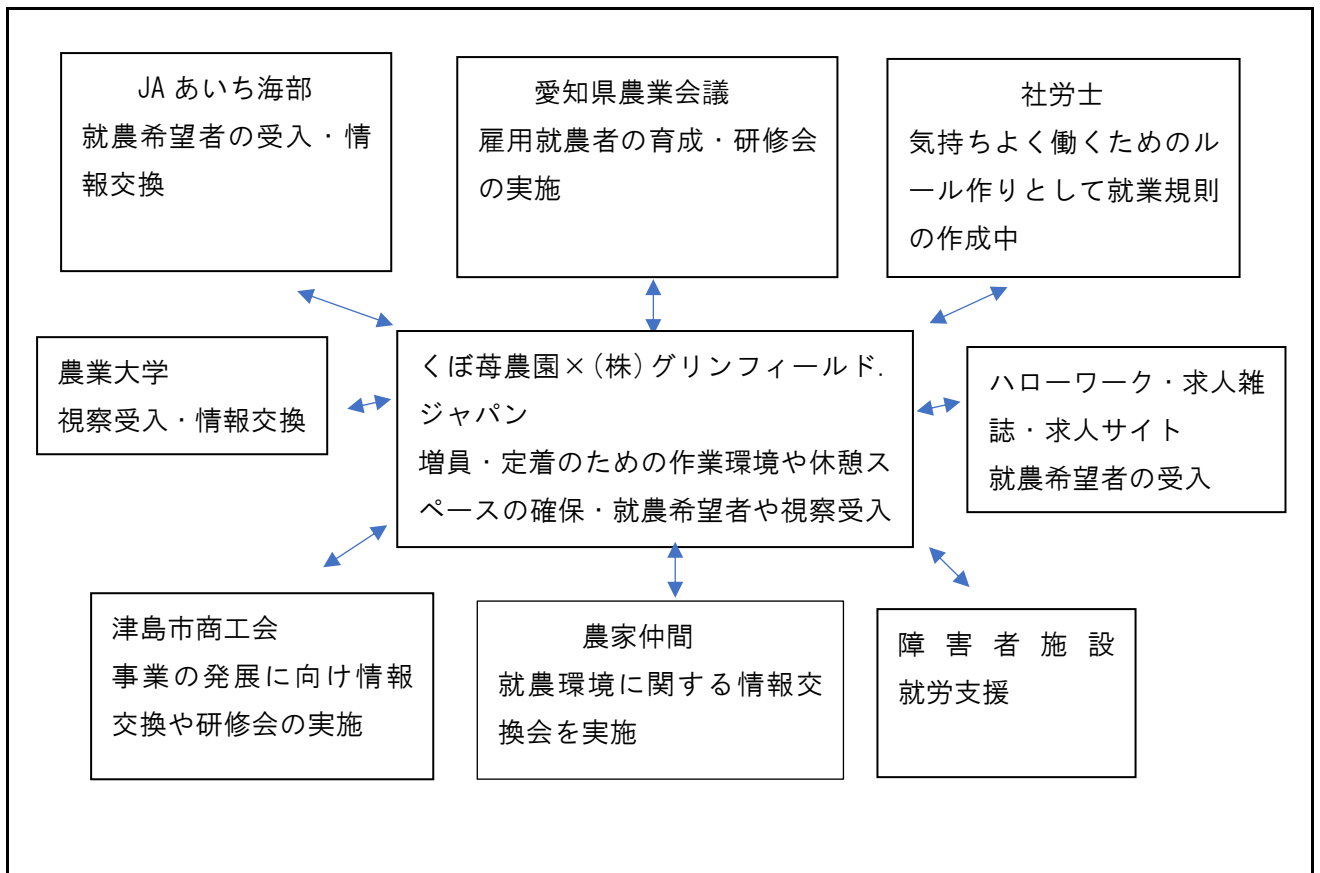 JAあいち海部
就農希望者の受入・情
報交換
愛知県農業会議
雇用就農者の育成・研修会
の実施
社労士
気持ちよく働くためのル
ール作りとして就業規則
の作成中
農業大学
視察受入・情報交換
くぼ苺農園×(株)グリンフィールド.
ジャパン
増員・定着のための作業環境や休憩ス
ペースの確保・就農希望者や視察受入
ハローワーク・求人雑
誌・求人サイト
就農希望者の受入
津島市商工会
事業の発展に向け情報
交換や研修会の実施
農家仲間
就農環境に関する情報交
換会を実施
障害者施設
就労支援